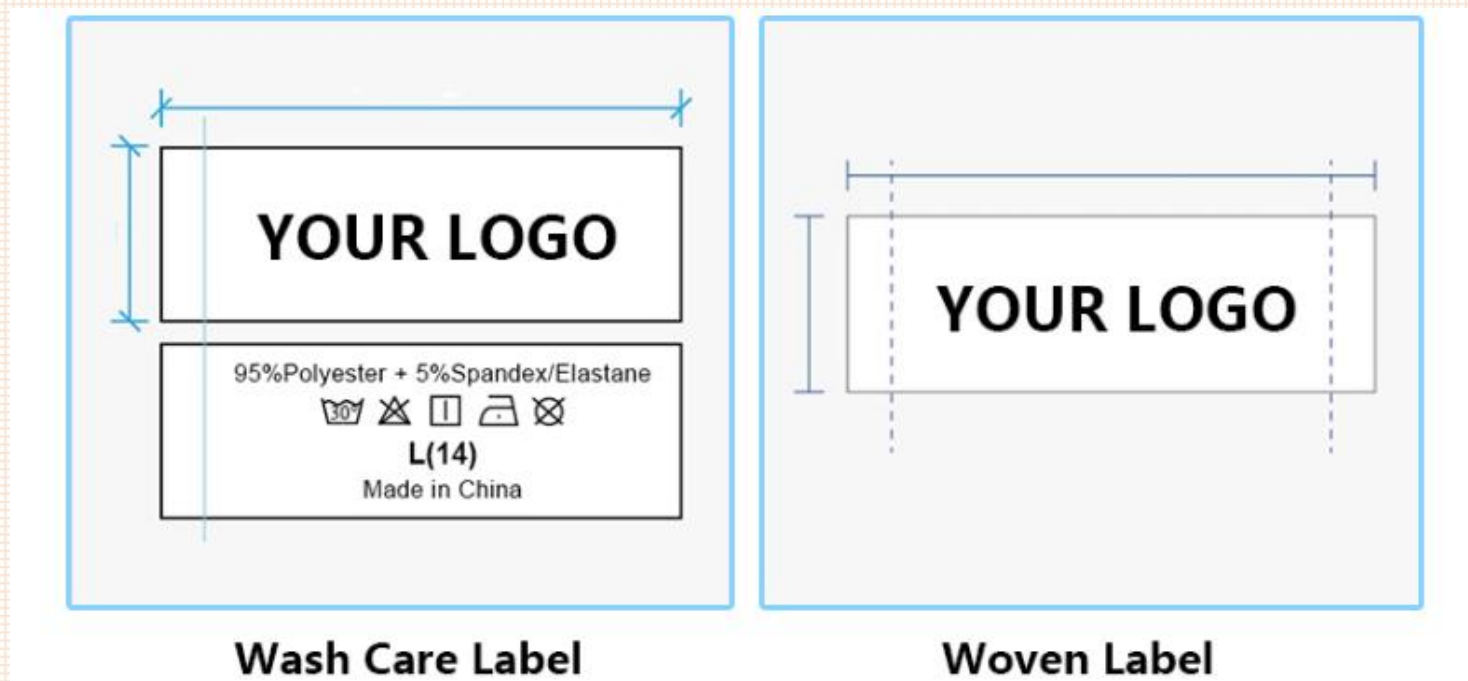 YOUR LOGO
95%Polyester + 5%Spandex/Elastane
30°
L(14)
Made in China
Wash Care Label
YOUR LOGO
Woven Label